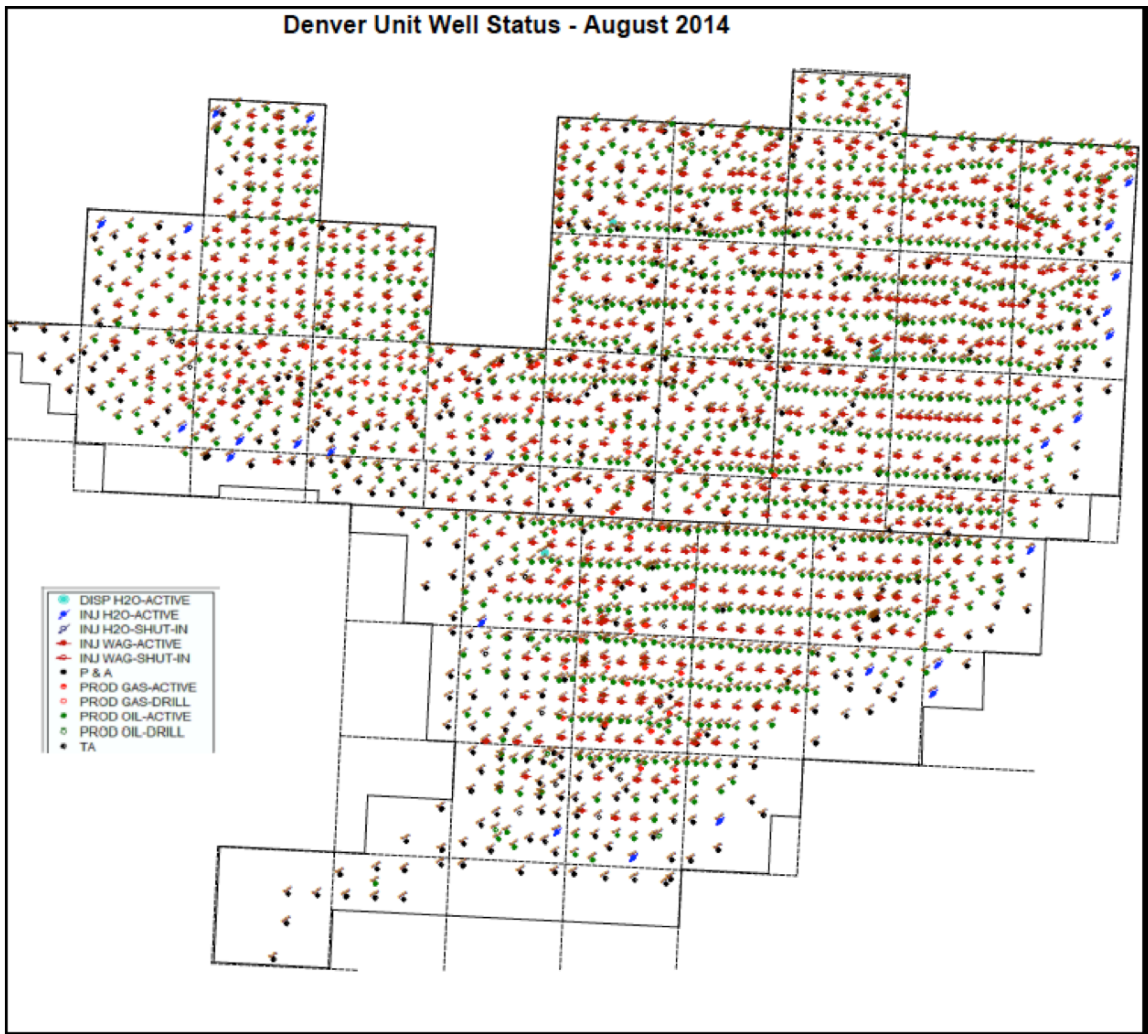 Denver Unit Well Status - August 2014
DISP H2O-ACTIVE
INJ H2O-ACTIVE
INJ H2O-SHUT-IN
INJ WAG-ACTIVE
INJ WAG-SHUT-IN
P & A
PROD GAS-ACTIVE
PROD GAS-DRILL
PROD OIL-ACTIVE
PROD OIL-DRILL
TA